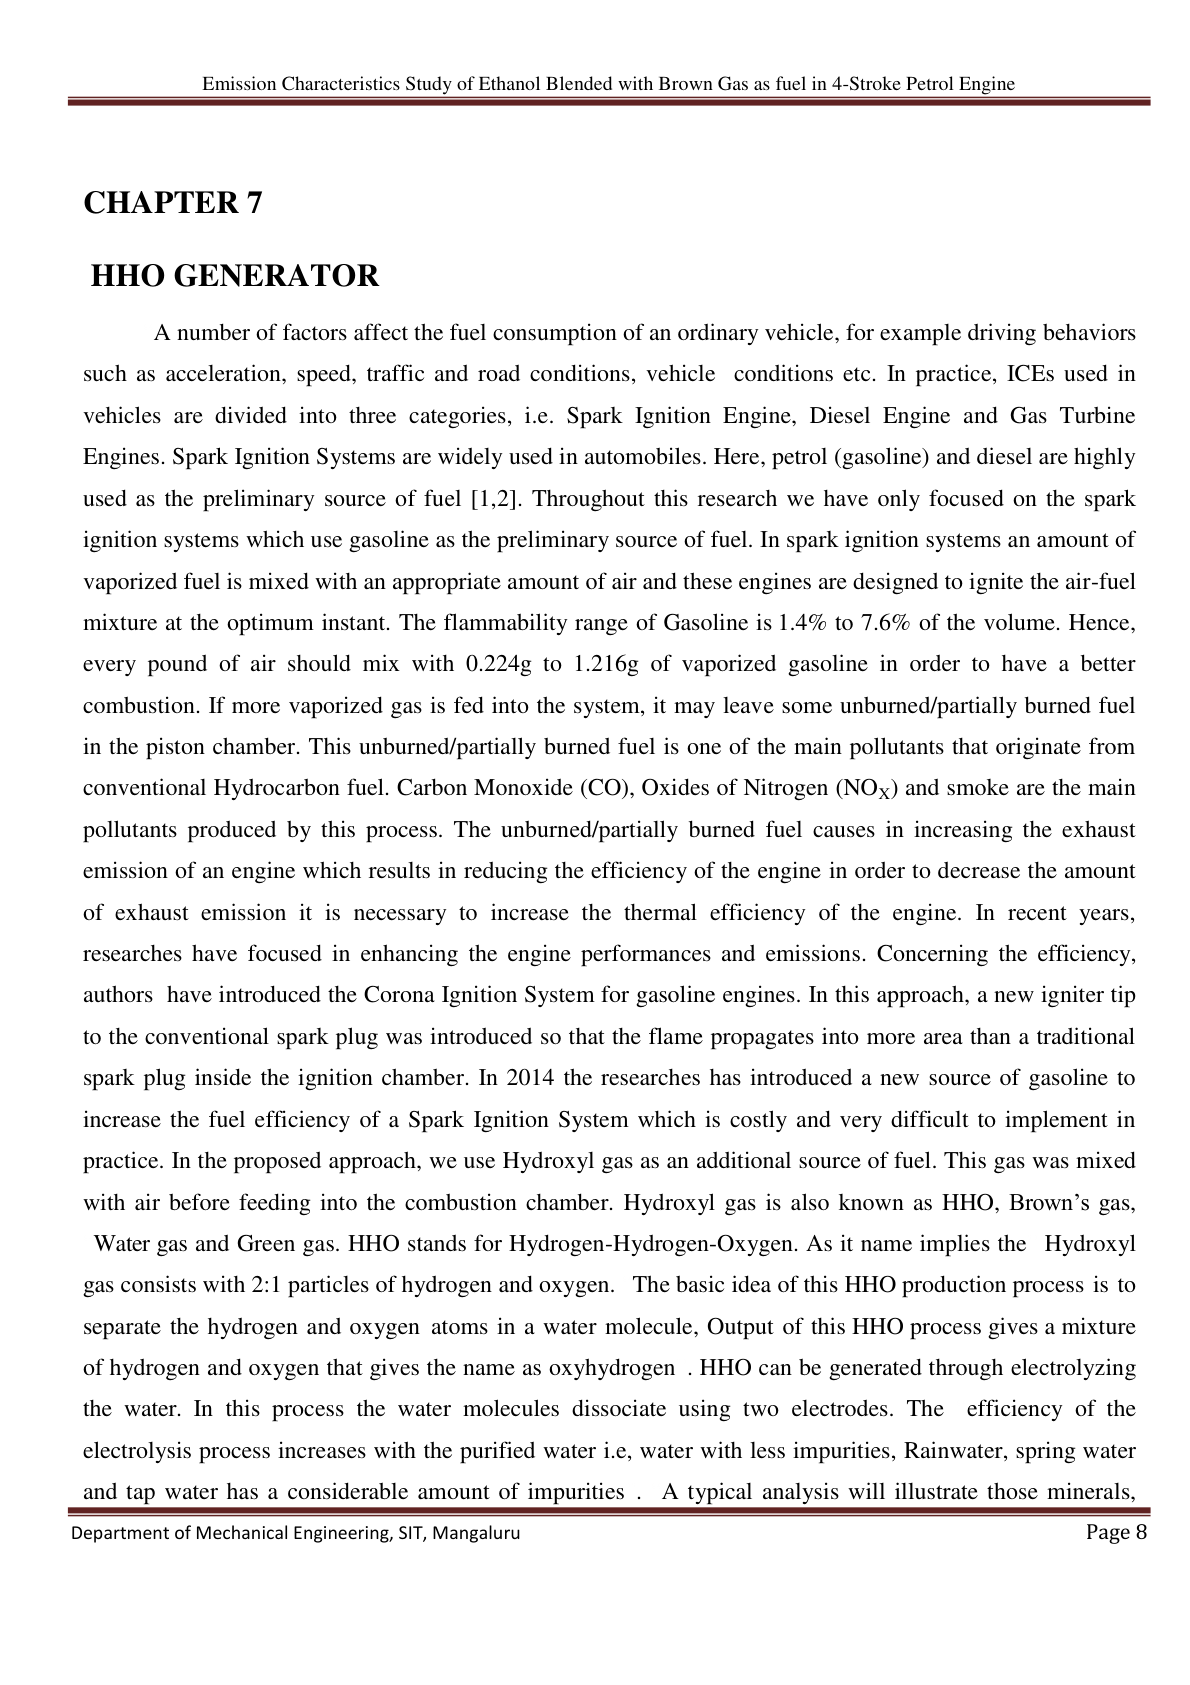 Emission Characteristics Study of Ethanol Blended with Brown Gas as fuel in 4-Stroke Petrol Engine
CHAPTER 7
HHO GENERATOR
A number of factors affect the fuel consumption of an ordinary vehicle, for example driving behaviors
such as acceleration, speed, traffic and road conditions, vehicle conditions etc. In practice, ICEs used in
vehicles are divided into three categories, i.e. Spark Ignition Engine, Diesel Engine and Gas Turbine
Engines. Spark Ignition Systems are widely used in automobiles. Here, petrol (gasoline) and diesel are highly
used as the preliminary source of fuel [1,2]. Throughout this research we have only focused on the spark
ignition systems which use gasoline as the preliminary source of fuel. In spark ignition systems an amount of
vaporized fuel is mixed with an appropriate amount of air and these engines are designed to ignite the air-fuel
mixture at the optimum instant. The flammability range of Gasoline is 1.4% to 7.6% of the volume. Hence,
every pound of air should mix with 0.224g to 1.216g of vaporized gasoline in order to have a better
combustion. If more vaporized gas is fed into the system, it may leave some unburned/partially burned fuel
in the piston chamber. This unburned/partially burned fuel is one of the main pollutants that originate from
conventional Hydrocarbon fuel. Carbon Monoxide (CO), Oxides of Nitrogen (NOX) and smoke are the main
pollutants produced by this process. The unburned/partially burned fuel causes in increasing the exhaust
emission of an engine which results in reducing the efficiency of the engine in order to decrease the amount
of exhaust emission it is necessary to increase the thermal efficiency of the engine. In recent years,
researches have focused in enhancing the engine performances and emissions. Concerning the efficiency,
authors have introduced the Corona Ignition System for gasoline engines. In this approach, a new igniter tip
to the conventional spark plug was introduced so that the flame propagates into more area than a traditional
spark plug inside the ignition chamber. In 2014 the researches has introduced a new source of gasoline to
increase the fuel efficiency of a Spark Ignition System which is costly and very difficult to implement in
practice. In the proposed approach, we use Hydroxyl gas as an additional source of fuel. This gas was mixed
with air before feeding into the combustion chamber. Hydroxyl gas is also known as HHO, Brown’s gas,
Water gas and Green gas. HHO stands for Hydrogen-Hydrogen-Oxygen. As it name implies the Hydroxyl
gas consists with 2:1 particles of hydrogen and oxygen. The basic idea of this HHO production process is to
separate the hydrogen and oxygen atoms in a water molecule, Output of this HHO process gives a mixture
of hydrogen and oxygen that gives the name as oxyhydrogen . HHO can be generated through electrolyzing
the water. In this process the water molecules dissociate using two electrodes. The efficiency of the
electrolysis process increases with the purified water i.e, water with less impurities, Rainwater, spring water
and tap water has a considerable amount of impurities . A typical analysis will illustrate those minerals,
Department of Mechanical Engineering, SIT, Mangaluru Page 8